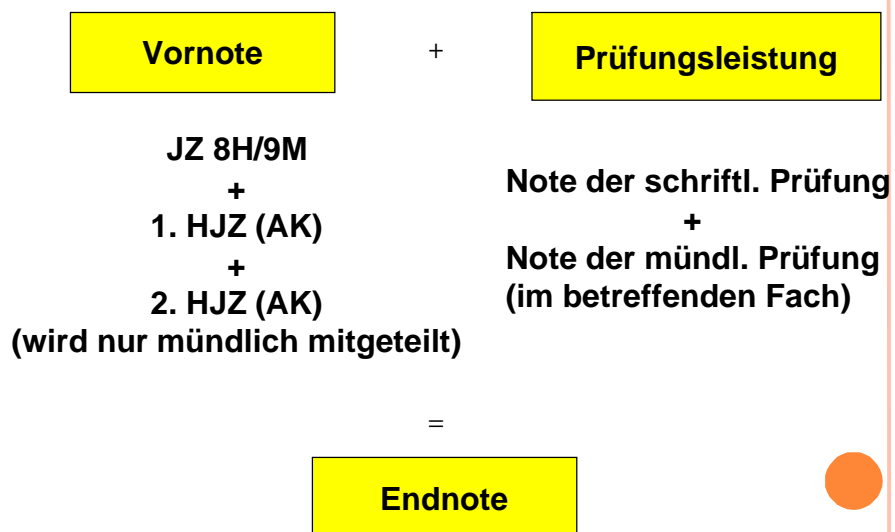 Vornote
+
Prüfungsleistung
JZ 8H/9M
+
1. HJZ (AK)
+
2. HJZ (AK)
(wird nur mündlich mitgeteilt)
Note der schriftl. Prüfung
+
Note der mündl. Prüfung
(im betreffenden Fach)
=
Endnote